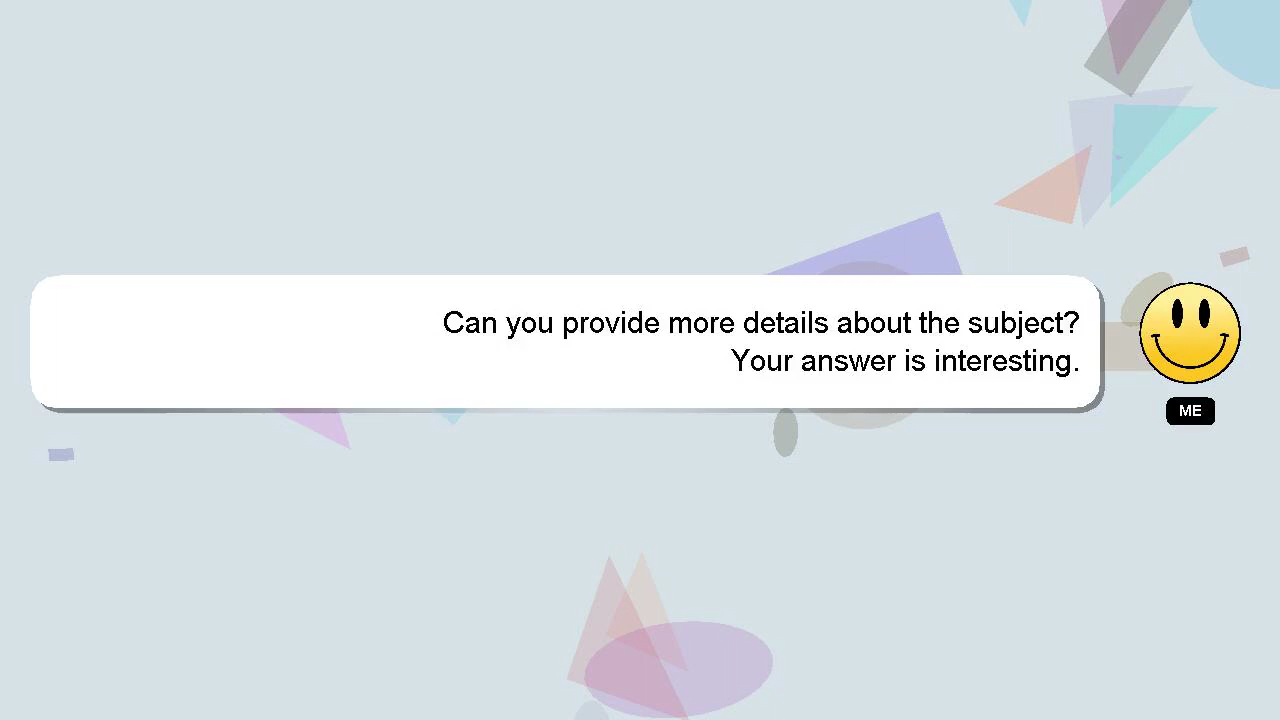 Can you provide more details about the subject?
Your answer is interesting.
ME